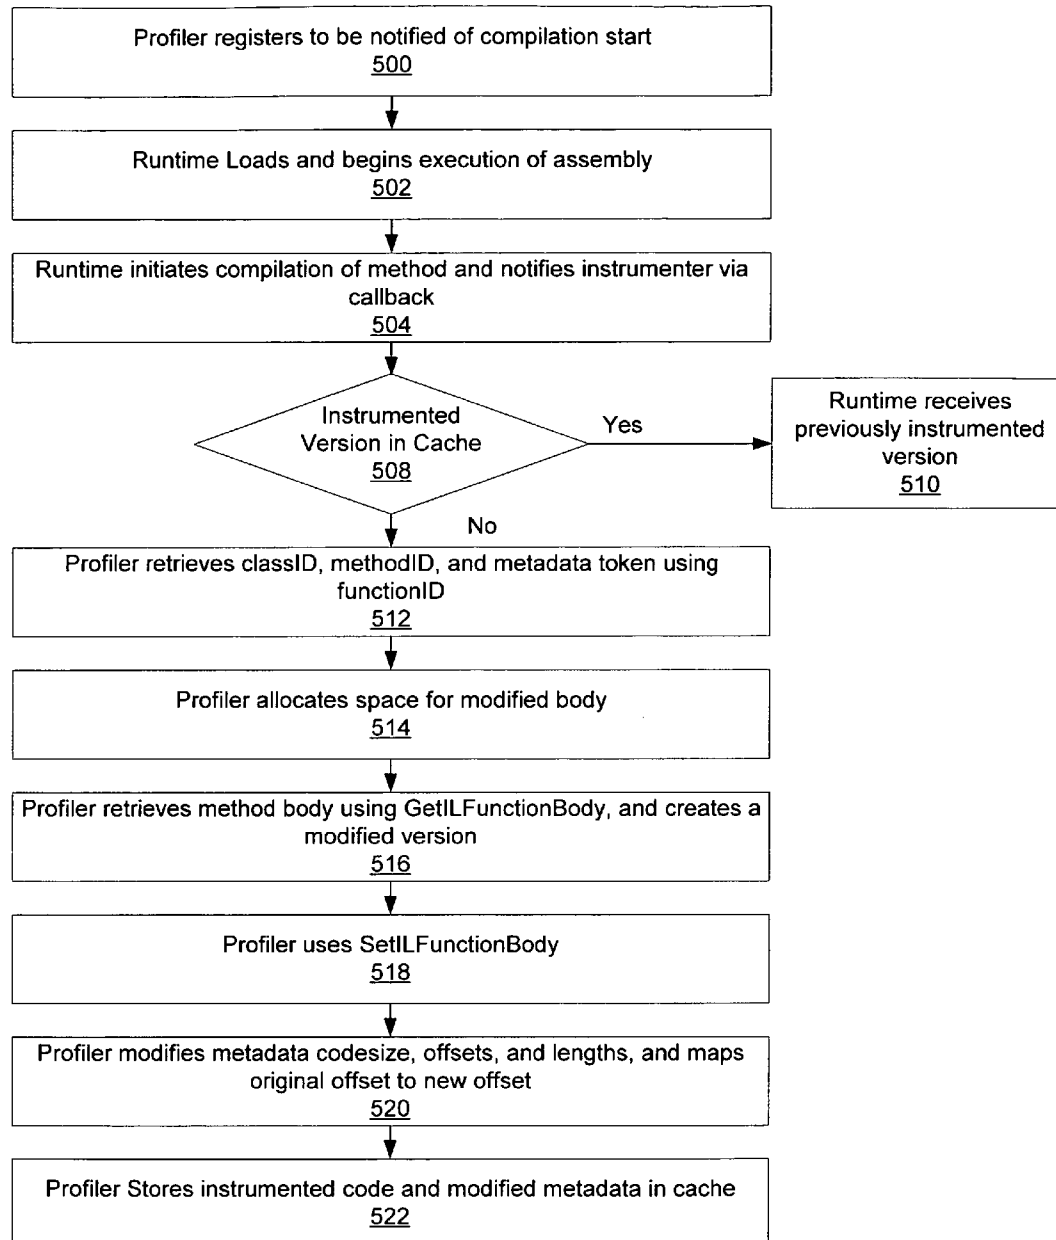 Profiler registers to be notified of compilation start
500
Runtime Loads and begins execution of assembly
502
Runtime initiates compilation of method and notifies instrumenter via
callback
504
Instrumented
Version in Cache
508
Yes
Runtime receives
previously instrumented
version
510
No
Profiler retrieves classID, methodID, and metadata token using
functionID
512
Profiler allocates space for modified body
514
Profiler retrieves method body using GetILFunctionBody, and creates a
modified version
516
Profiler uses SetILFunctionBody
518
Profiler modifies metadata codesize, offsets, and lengths, and maps
original offset to new offset
520
Profiler Stores instrumented code and modified metadata in cache
522